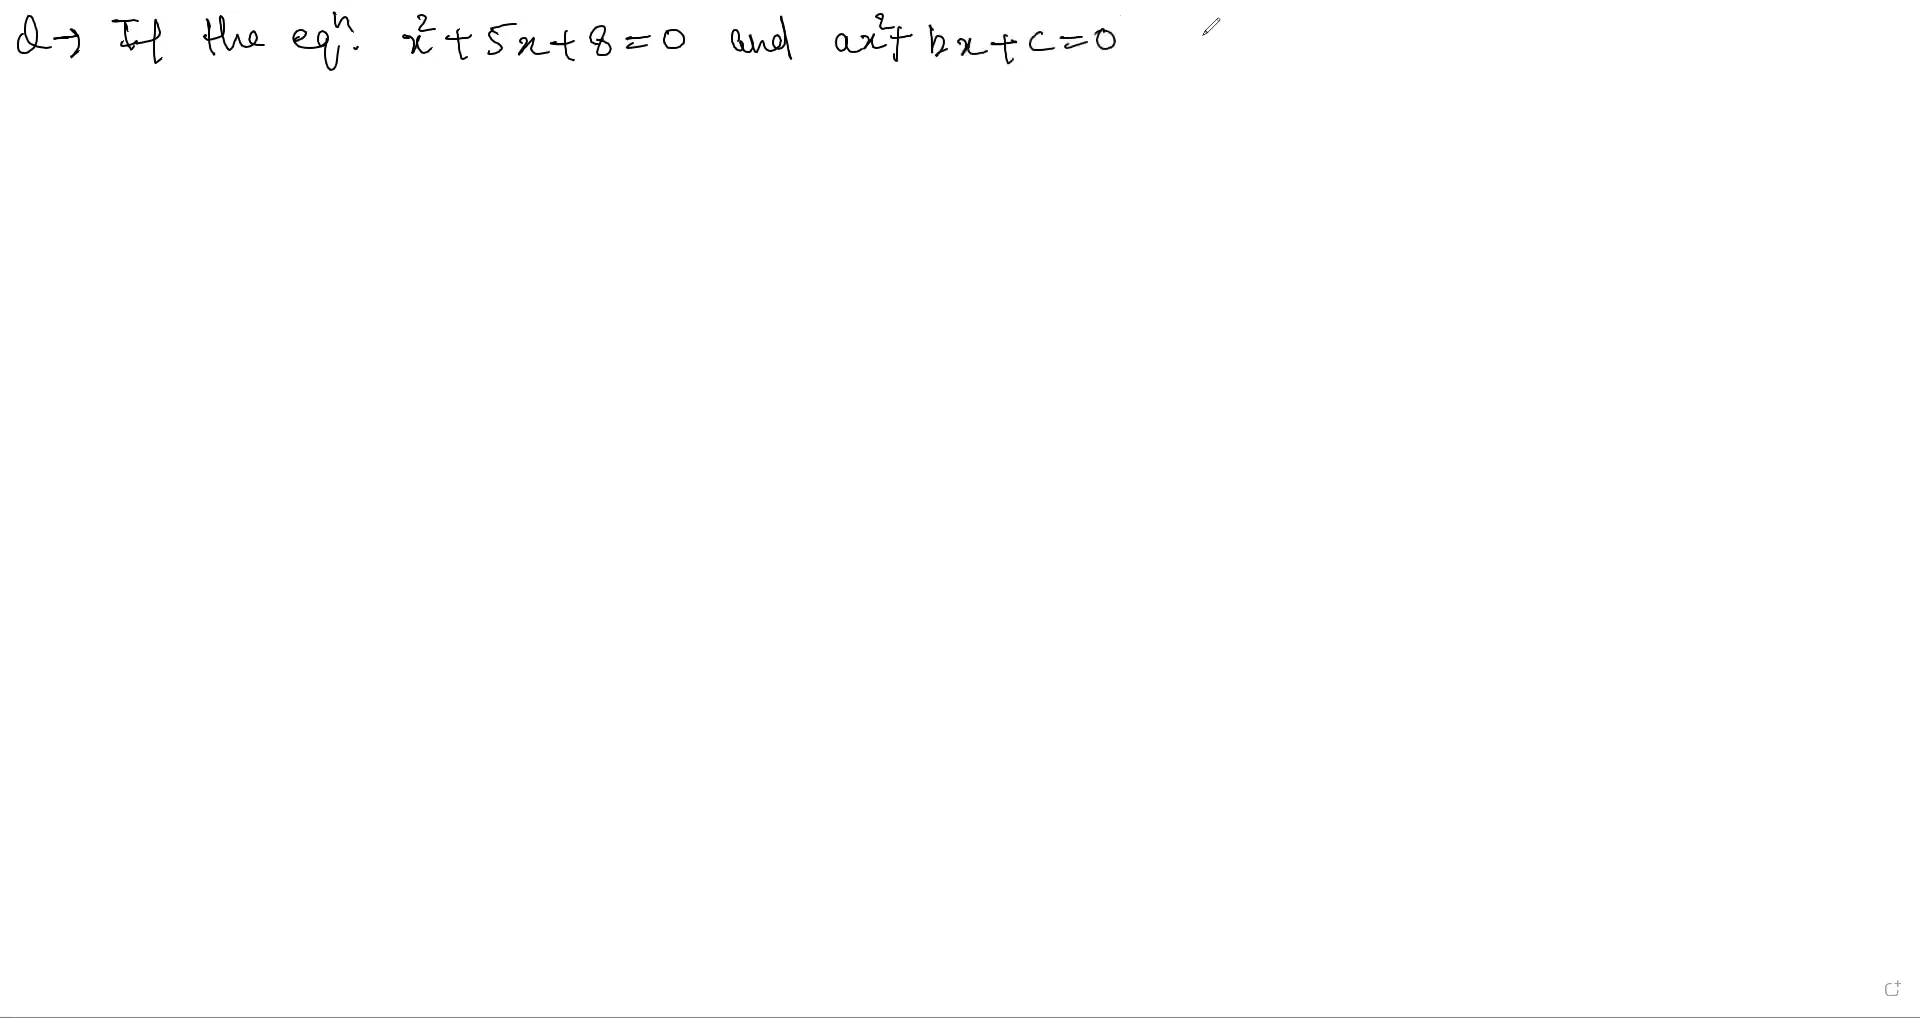 Q→ If the eqⁿ. x²+5x+8=0 and ax²+bx+c=0